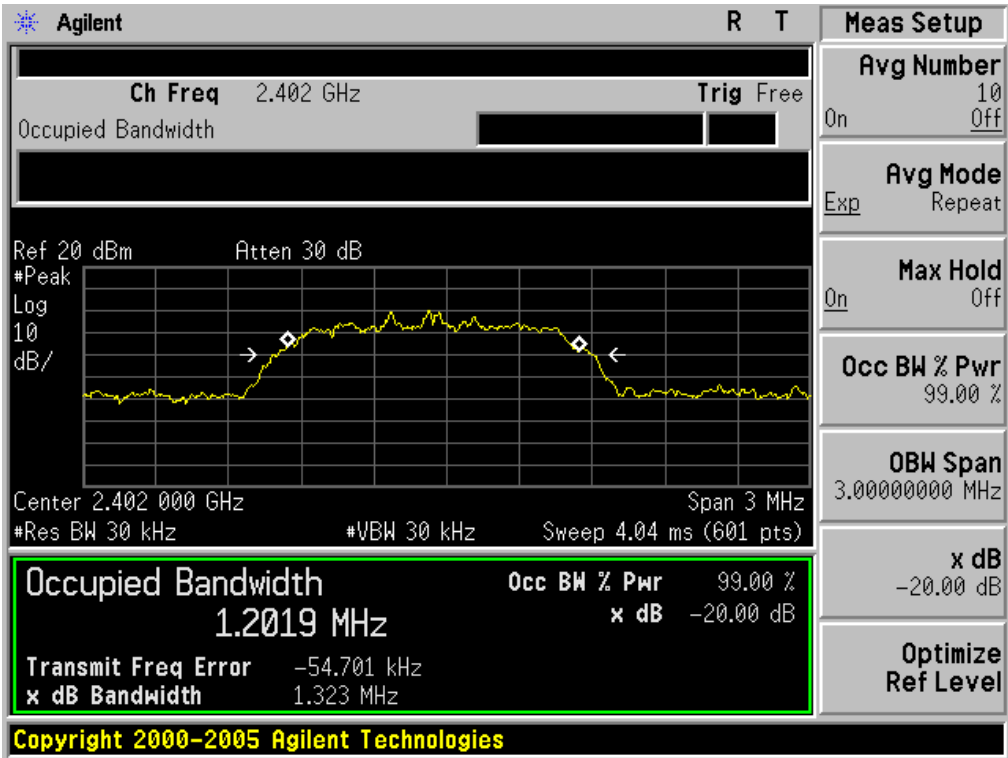 Agilent R T
Ch Freq 2.402 GHz Trig Free
Occupied Bandwidth
Ref 20 dBm Atten 30 dB
#Peak
Log
10
dB/
Center 2.402 000 GHz Span 3 MHz
#Res BW 30 kHz #VBW 30 kHz Sweep 4.04 ms (601 pts)
Occupied Bandwidth Occ BW % Pwr 99.00 %
1.2019 MHz x dB -20.00 dB
Transmit Freq Error -54.701 kHz
x dB Bandwidth 1.323 MHz
Copyright 2000-2005 Agilent Technologies
Meas Setup
Avg Number
10
On Off
Avg Mode
Exp Repeat
Max Hold
On Off
Occ BW % Pwr
99.00 %
OBW Span
3.00000000 MHz
x dB
-20.00 dB
Optimize
Ref Level